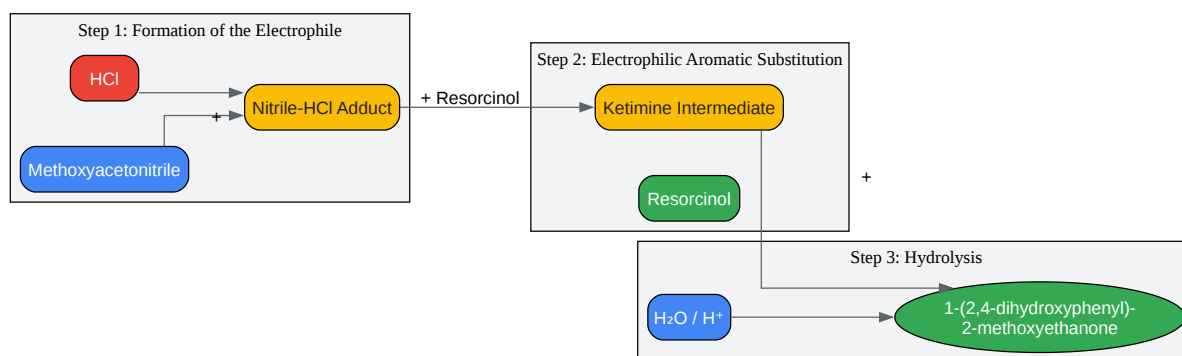 Step 1: Formation of the Electrophile
HCl
+
Nitrile-HCl Adduct
Methoxyacetonitrile
+ Resorcinol
Step 2: Electrophilic Aromatic Substitution
Ketimine Intermediate
Resorcinol
+
Step 3: Hydrolysis
H₂O / H⁺
1-(2,4-dihydroxyphenyl)-
2-methoxyethanone